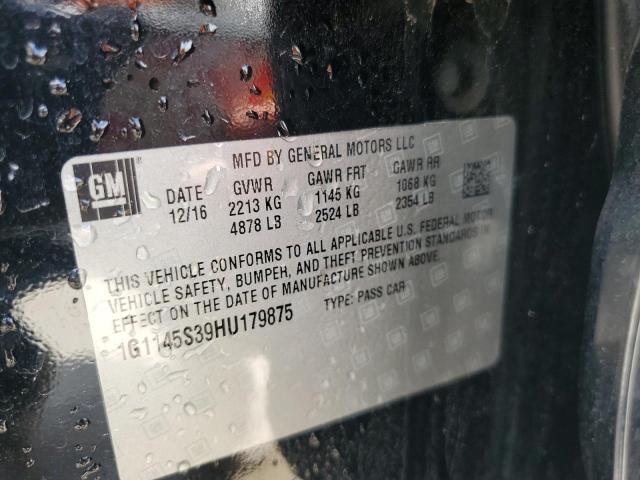 GM
MFD BY GENERAL MOTORS LLC
DATE GVWR GAWR FRT GAWR RR
12/16 2213 KG 1145 KG 1068 KG
4878 LB 2524 LB 2354 LB
THIS VEHICLE CONFORMS TO ALL APPLICABLE U.S. FEDERAL MOTOR
VEHICLE SAFETY, BUMPER, AND THEFT PREVENTION STANDARDS IN
EFFECT ON THE DATE OF MANUFACTURE SHOWN ABOVE.
1G1145S39HU179875 TYPE: PASS CAR